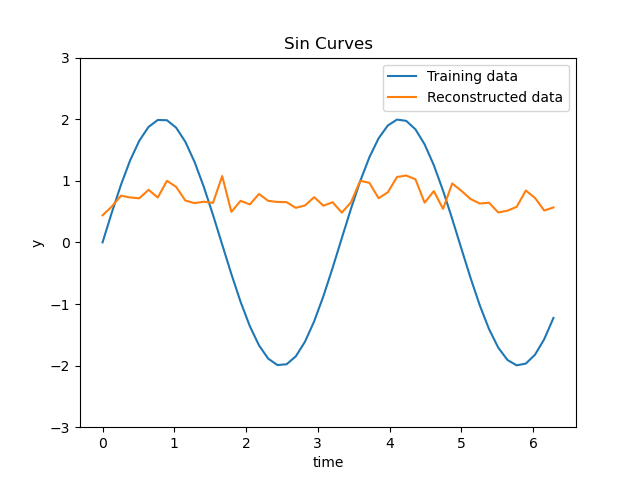 Sin Curves
Training data
Reconstructed data
3
2
1
0
−1
−2
−3
y
0 1 2 3 4 5 6
time